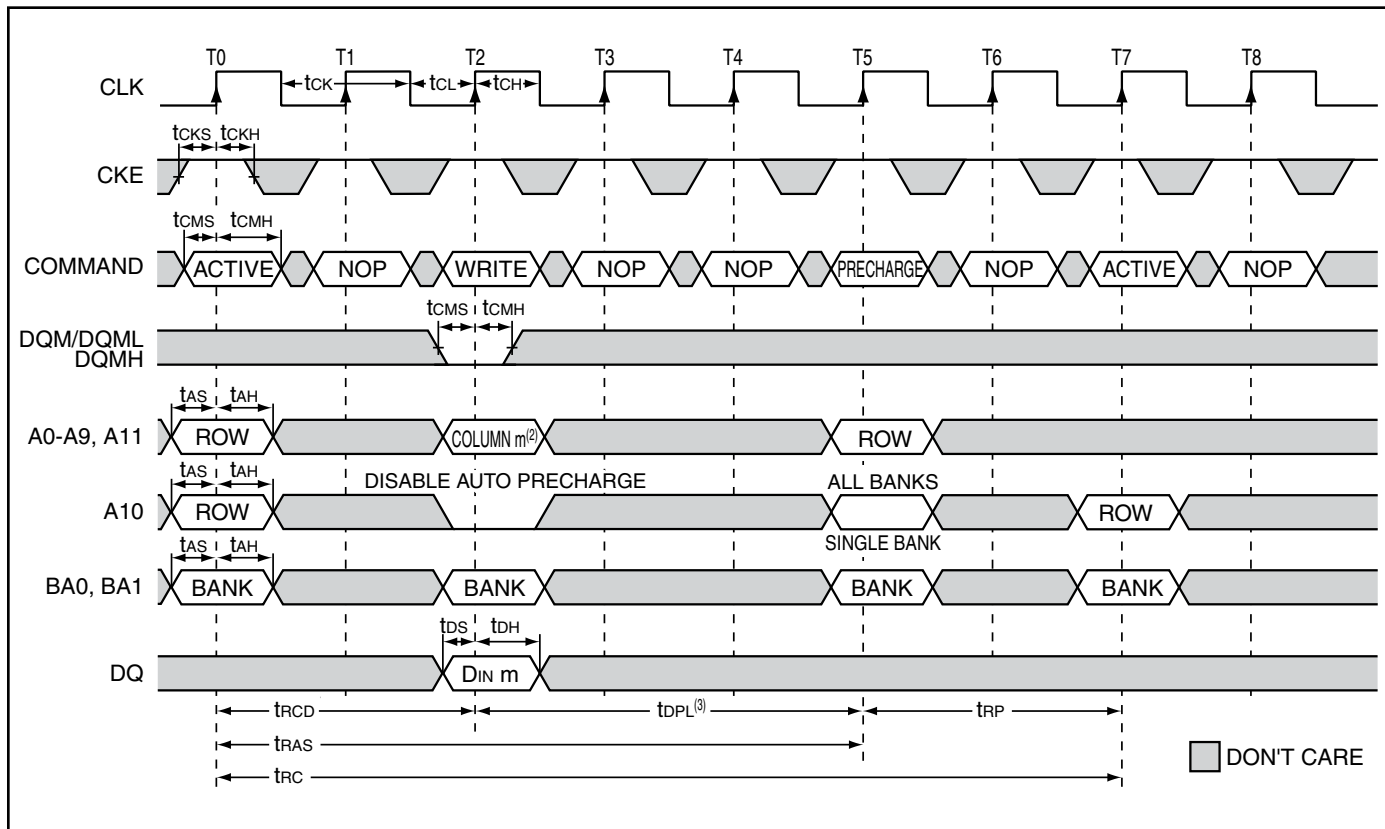 T0 T1 T2 T3 T4 T5 T6 T7 T8
CLK tCK tCL tCH
tCKS tCKH
CKE
tCMS tCMH
COMMAND ACTIVE NOP WRITE NOP NOP PRECHARGE NOP ACTIVE NOP
tCMS tCMH
DQM/DQML
DQMH
tAS tAH
A0-A9, A11 ROW COLUMN m(2) ROW
tAS tAH DISABLE AUTO PRECHARGE ALL BANKS
A10 ROW ROW
tAS tAH SINGLE BANK
BA0, BA1 BANK BANK BANK BANK
tDS tDH
DQ DIN m
tRCD tDPL(3) tRP
tRAS
tRC
DON'T CARE